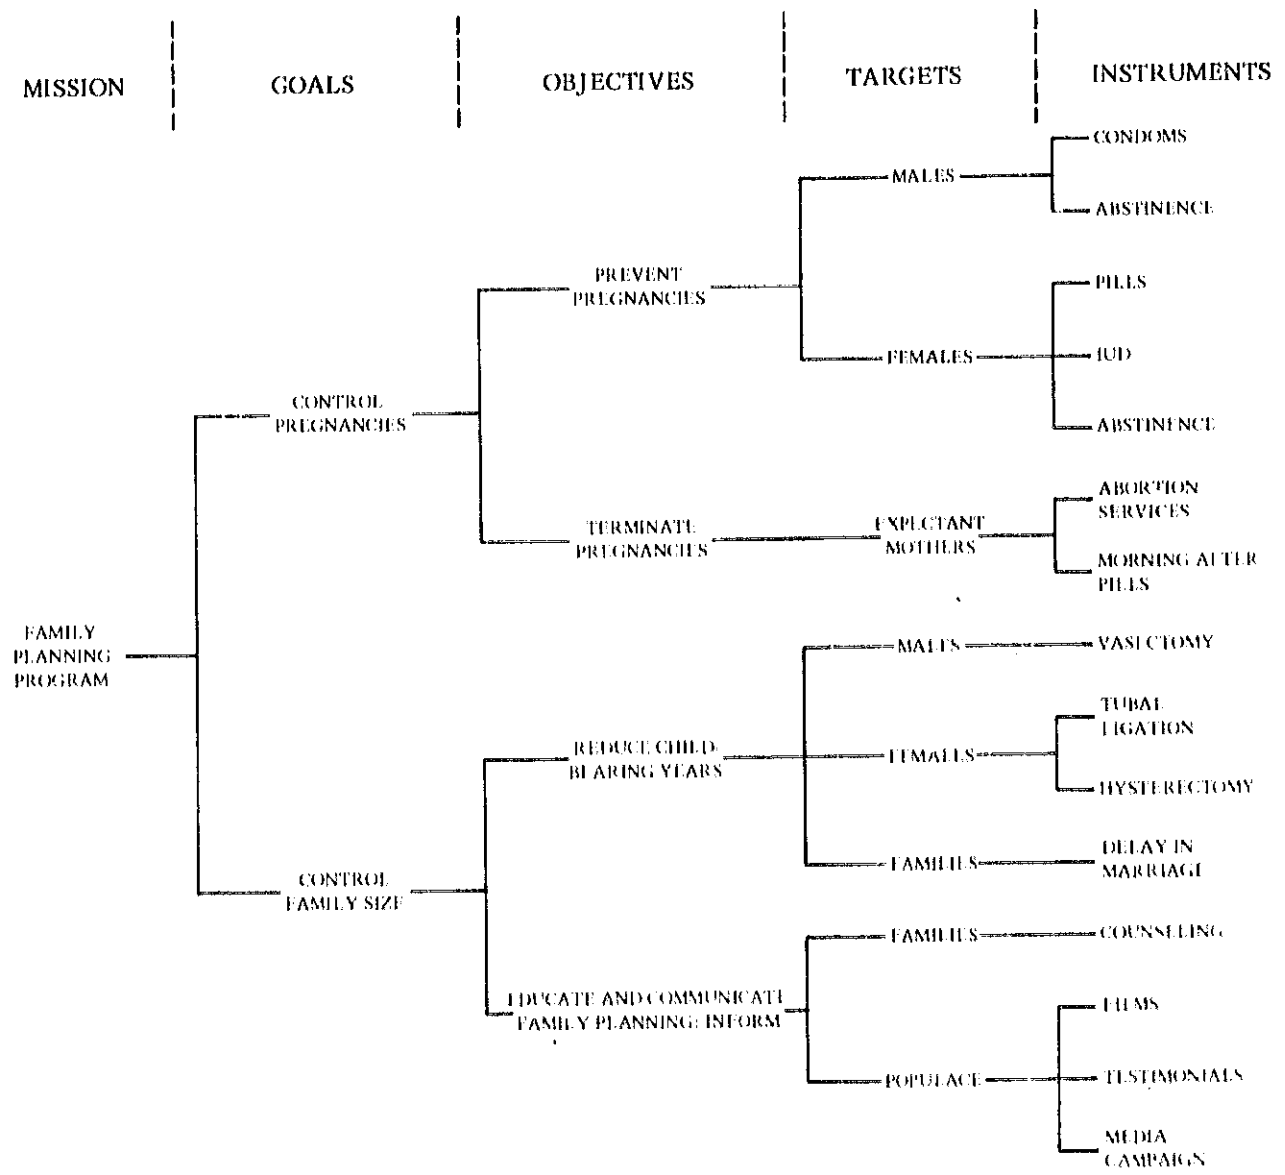 MISSION
GOALS
OBJECTIVES
TARGETS
INSTRUMENTS
CONDOMS
MALES
ABSTINENCE
PREVENT
PREGNANCIES
PILLS
FEMALES
IUD
ABSTINENCE
CONTROL
PREGNANCIES
TERMINATE
PREGNANCIES
EXPECTANT
MOTHERS
ABORTION
SERVICES
MORNING AFTER
PILLS
FAMILY
PLANNING
PROGRAM
MALES
VASECTOMY
REDUCE CHILD-
BEARING YEARS
FEMALES
TUBAL
LIGATION
HYSTERECTOMY
FAMILIES
DELAY IN
MARRIAGE
CONTROL
FAMILY SIZE
FAMILIES
COUNSELING
EDUCATE AND COMMUNICATE
FAMILY PLANNING: INFORM
FILMS
POPULACE
TESTIMONIALS
MEDIA
CAMPAIGN